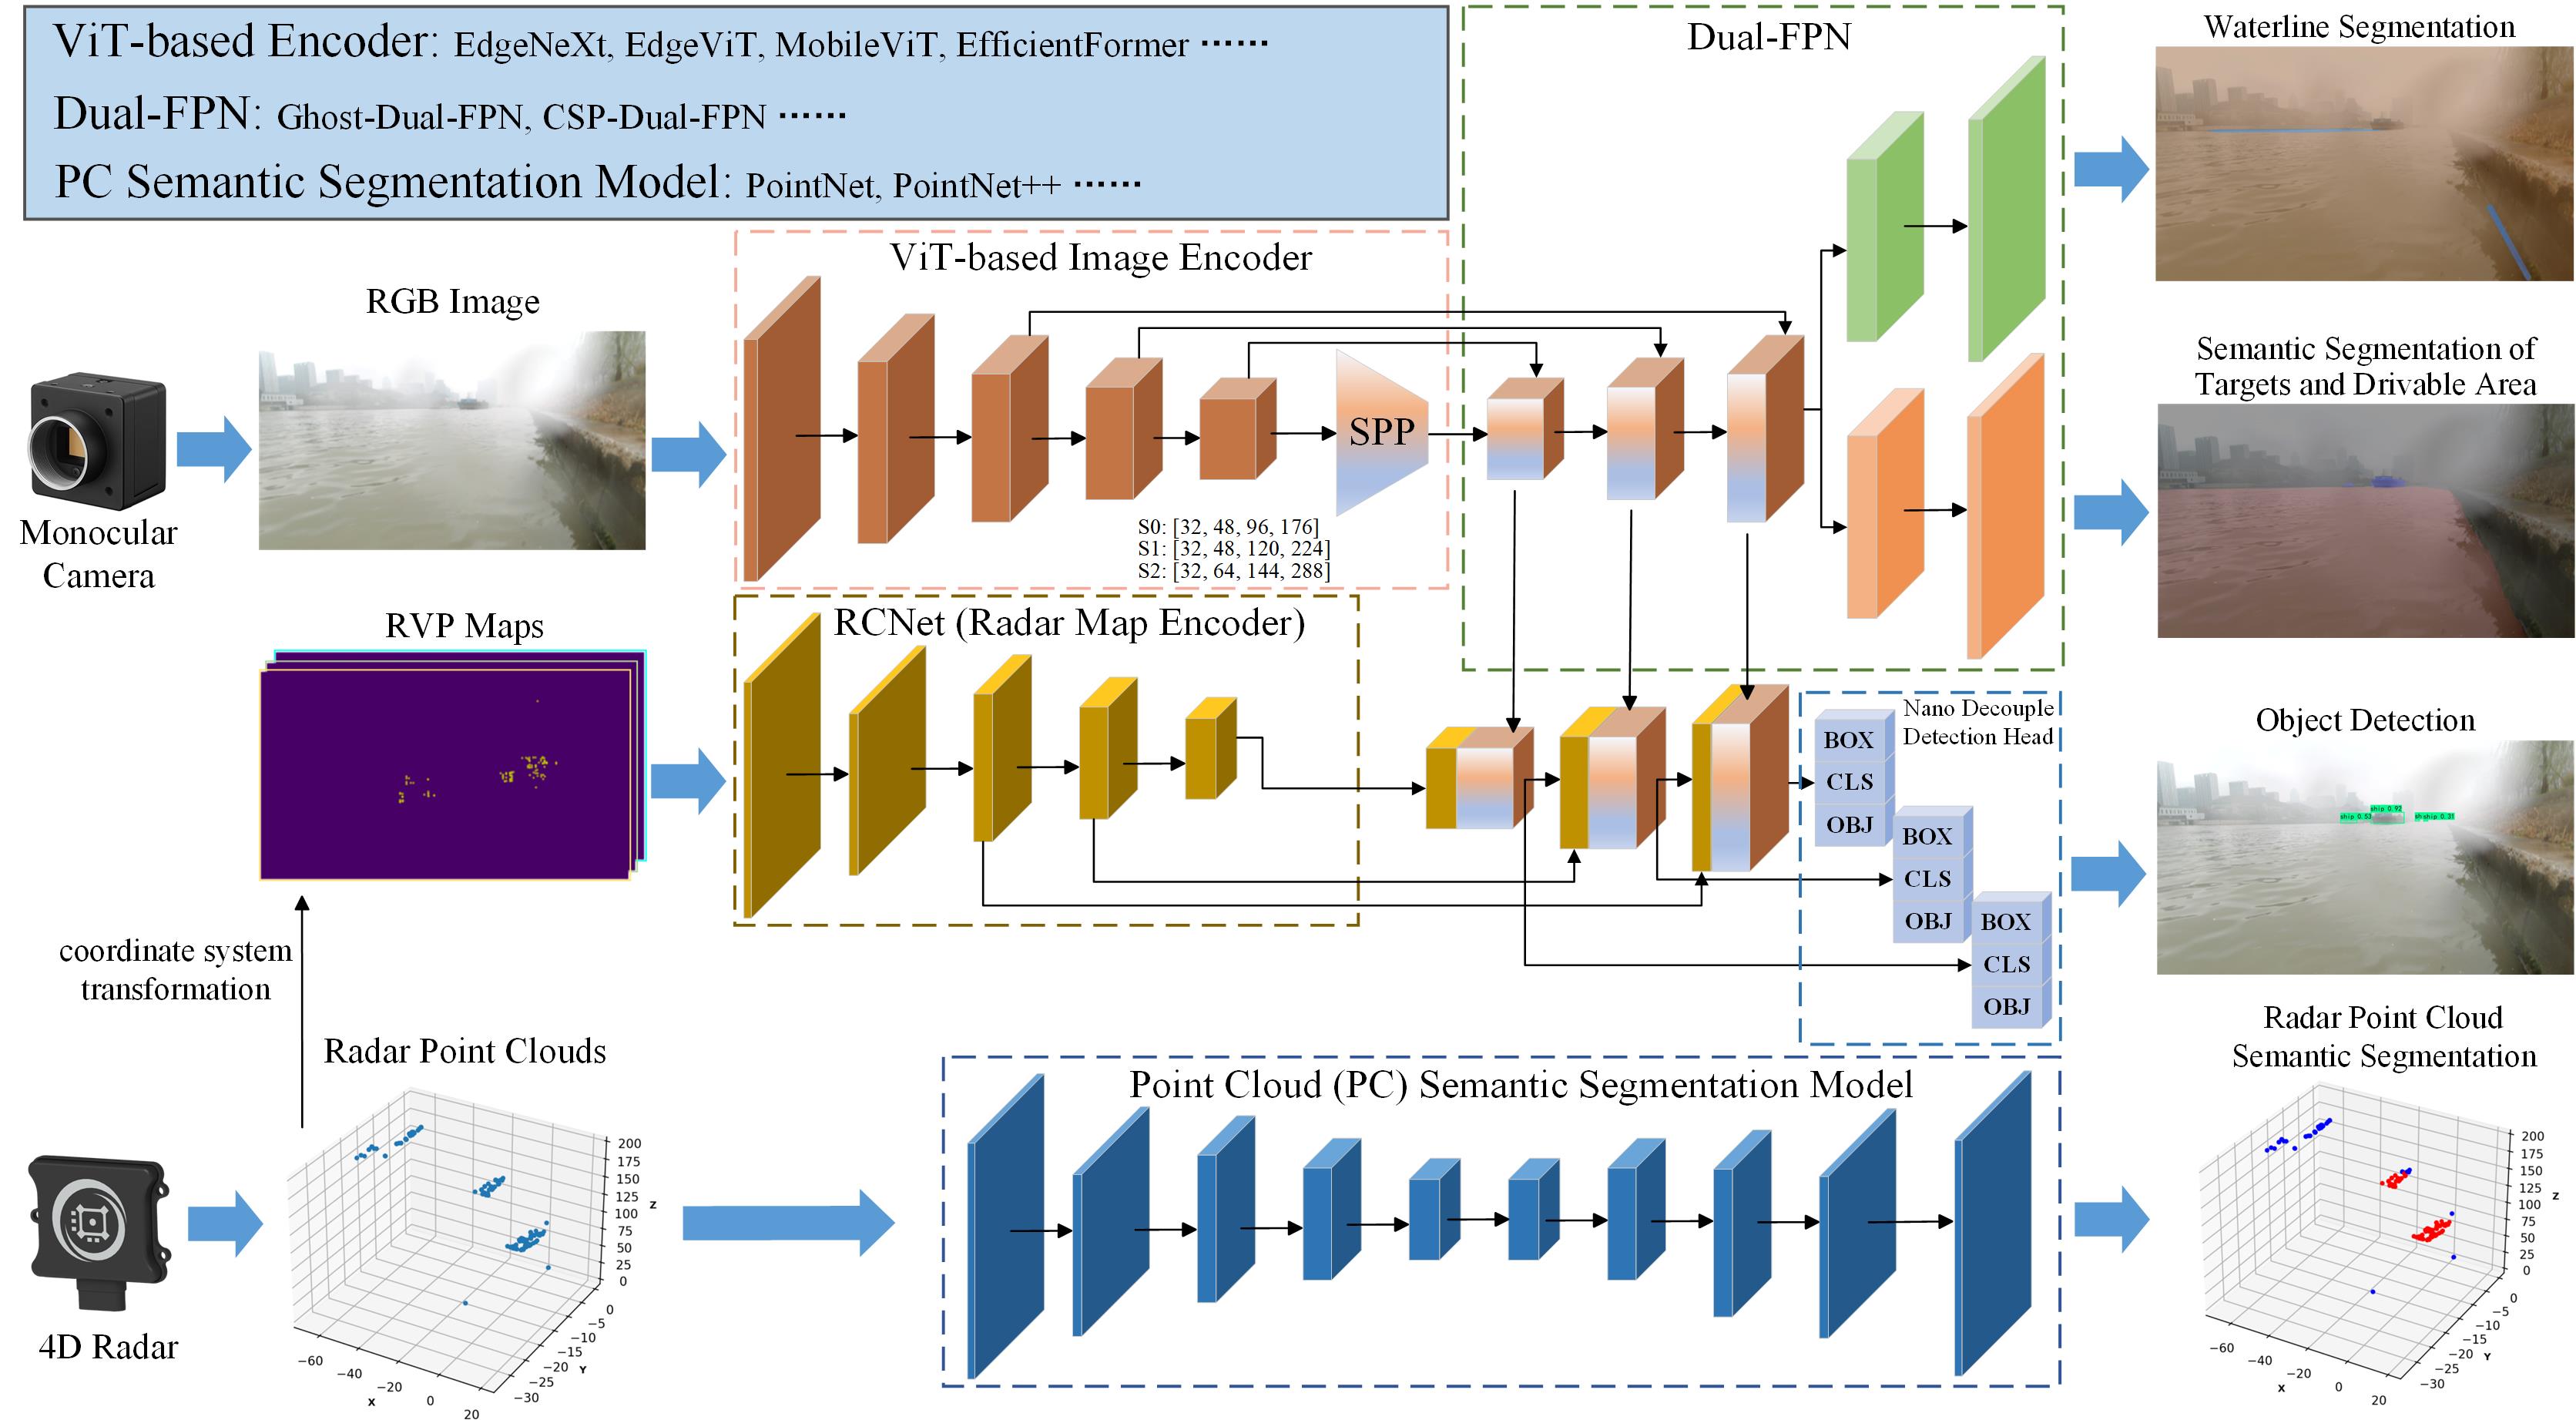 ViT-based Encoder: EdgeNeXt, EdgeViT, MobileViT, EfficientFormer ······
Dual-FPN: Ghost-Dual-FPN, CSP-Dual-FPN ······
PC Semantic Segmentation Model: PointNet, PointNet++ ······
Dual-FPN
Waterline Segmentation
ViT-based Image Encoder
RGB Image
SPP
S0: [32, 48, 96, 176]
S1: [32, 48, 120, 224]
S2: [32, 64, 144, 288]
Monocular
Camera
Semantic Segmentation of
Targets and Drivable Area
RVP Maps
RCNet (Radar Map Encoder)
Nano Decouple
Detection Head
BOX
CLS
OBJ
BOX
CLS
OBJ
BOX
CLS
OBJ
Object Detection
ship 0.92
ship 0.53
ship 0.31
coordinate system
transformation
Radar Point Clouds
4D Radar
200
175
150
125
100
75
50
25
0
Z
0
−5
−10
−15
−20
−25
−30
Y
−60
−40
−20
0
20
X
Point Cloud (PC) Semantic Segmentation Model
Radar Point Cloud
Semantic Segmentation
200
175
150
125
100
75
50
25
0
Z
0
−5
−10
−15
−20
−25
−30
Y
−60
−40
−20
0
20
X